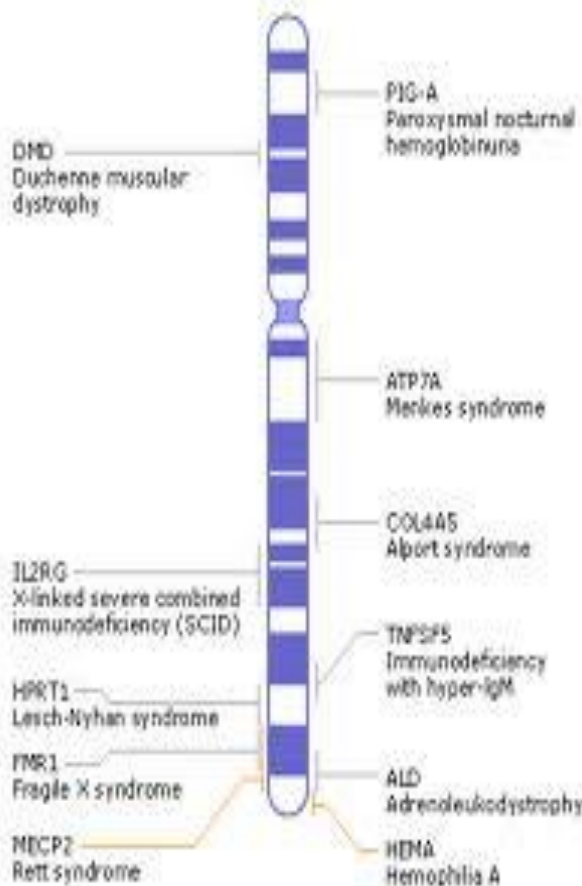 PIG-A
Paroxysmal nocturnal
hemoglobinuria
DMD
Duchenne muscular
dystrophy
ATP7A
Menkes syndrome
COL4A5
Alport syndrome
IL2RG
X-linked severe combined
immunodeficiency (SCID)
TNFSF5
Immunodeficiency
with hyper-IgM
HPRT1
Lesch-Nyhan syndrome
FMR1
Fragile X syndrome
ALD
Adrenoleukodystrophy
MECP2
Rett syndrome
HEMA
Hemophilia A